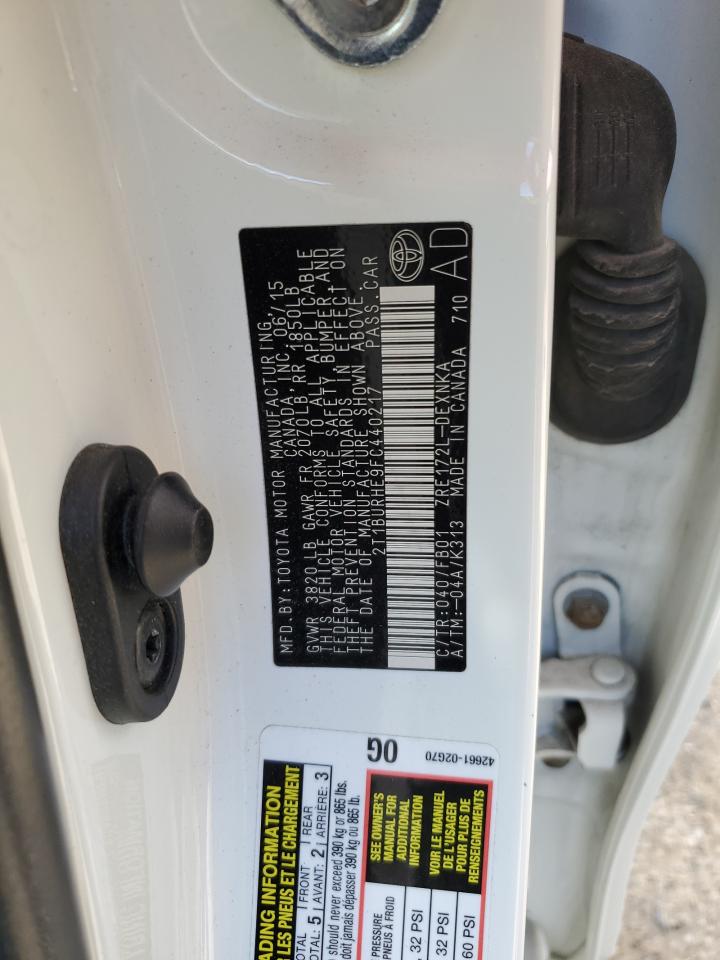 MFD.BY:TOYOTA MOTOR MANUFACTURING,
CANADA, INC. 06/15
GVWR 3820LB GAWR FR 2070LB, RR 1850LB
THIS VEHICLE CONFORMS TO ALL APPLICABLE
FEDERAL MOTOR VEHICLE SAFETY, BUMPER, AND
THEFT PREVENTION STANDARDS IN EFFECT ON
THE DATE OF MANUFACTURE SHOWN ABOVE.
2T1BURHE9FC440217 PASS.CAR
C/TR:040/FB01 ZRE172L-DEXNKA
A/TM:-04A/K313 MADE IN CANADA 710
AD
ADING INFORMATION
LES PNEUS ET LE CHARGEMENT
TOTAL FRONT REAR 3
TOTAL: 5 AVANT: 2 ARRIÈRE: 3
should never exceed 390 kg or 865 lbs.
doit jamais dépasser 390 kg ou 865 lb.
0G
42661-02G70
PRESSURE
PNEUS À FROID
32 PSI
32 PSI
60 PSI
SEE OWNER'S
MANUAL FOR
ADDITIONAL
INFORMATION
VOIR LE MANUEL
DE L'USAGER
POUR PLUS DE
RENSEIGNEMENTS